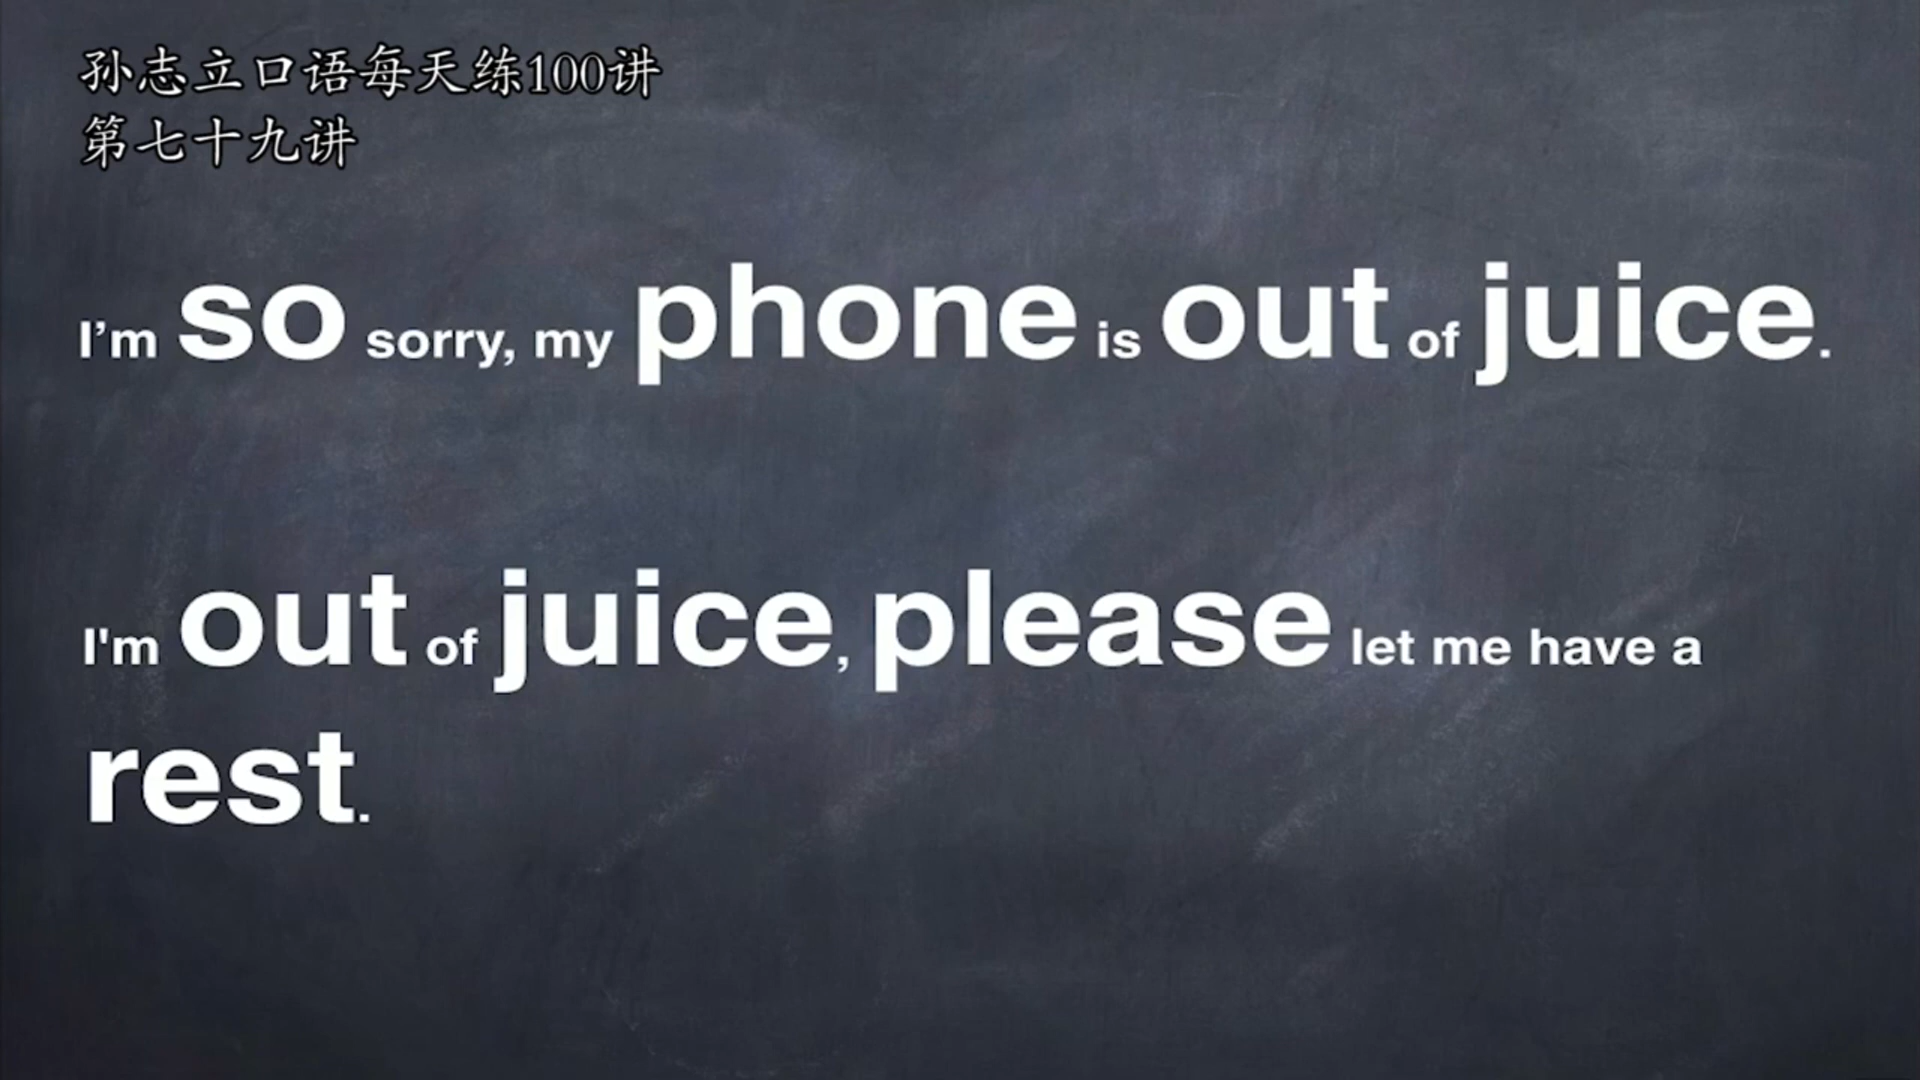 孙志立口语每天练100讲
第七十九讲
I’m so sorry, my phone is out of juice.
I'm out of juice, please let me have a
rest.